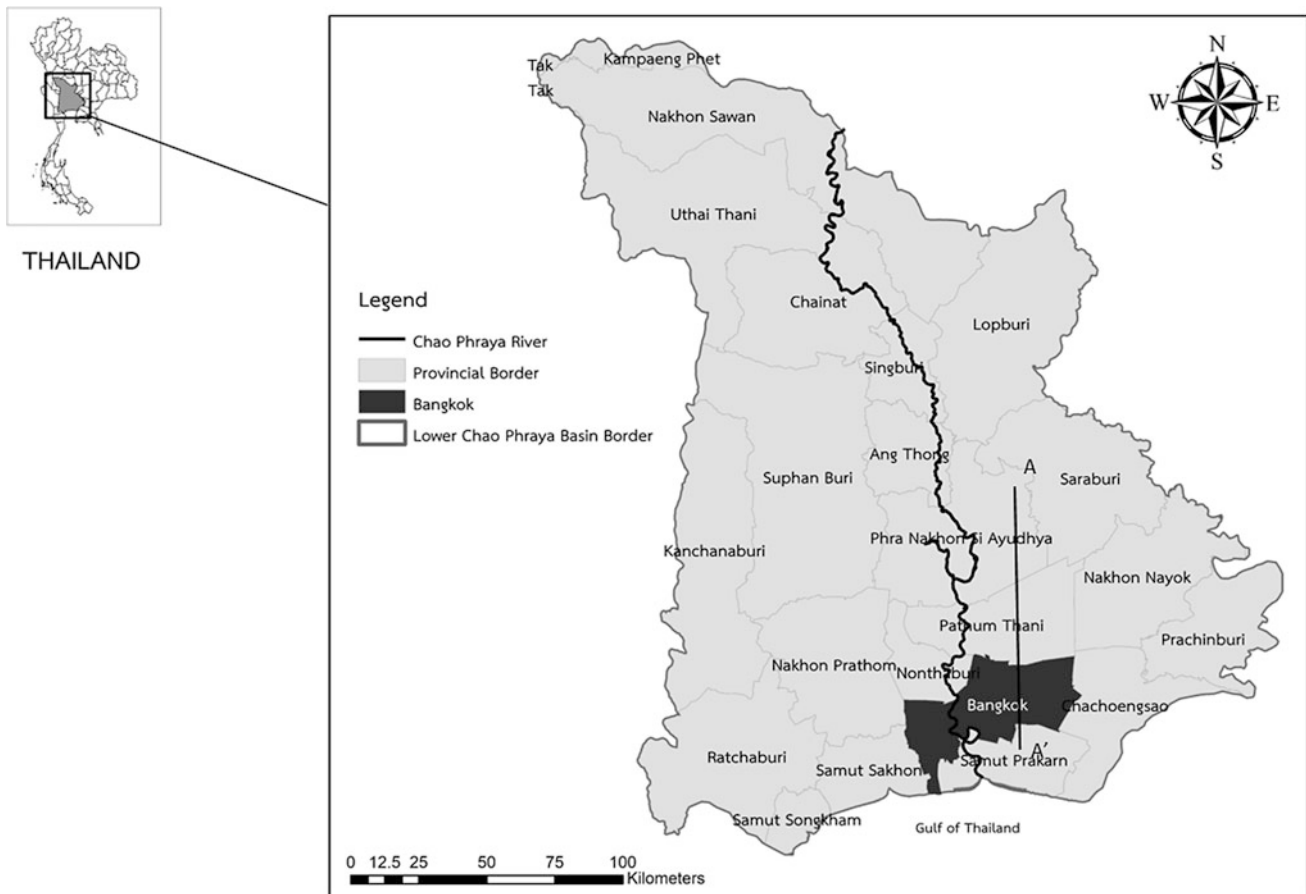 THAILAND
N
W E
S
Tak
Kampaeng Phet
Tak
Nakhon Sawan
Uthai Thani
Chainat
Lopburi
Singburi
Ang Thong
Suphan Buri
A
Saraburi
Phra Nakhon Si Ayudhya
Kanchanaburi
Nakhon Nayok
Pathum Thani
Prachinburi
Nakhon Prathom
Nonthaburi
Bangkok
Chachoengsao
Ratchaburi
Samut Sakhon
A'
Samut Prakarn
Samut Songkham
Gulf of Thailand
Legend
Chao Phraya River
Provincial Border
Bangkok
Lower Chao Phraya Basin Border
0 12.5 25 50 75 100
Kilometers